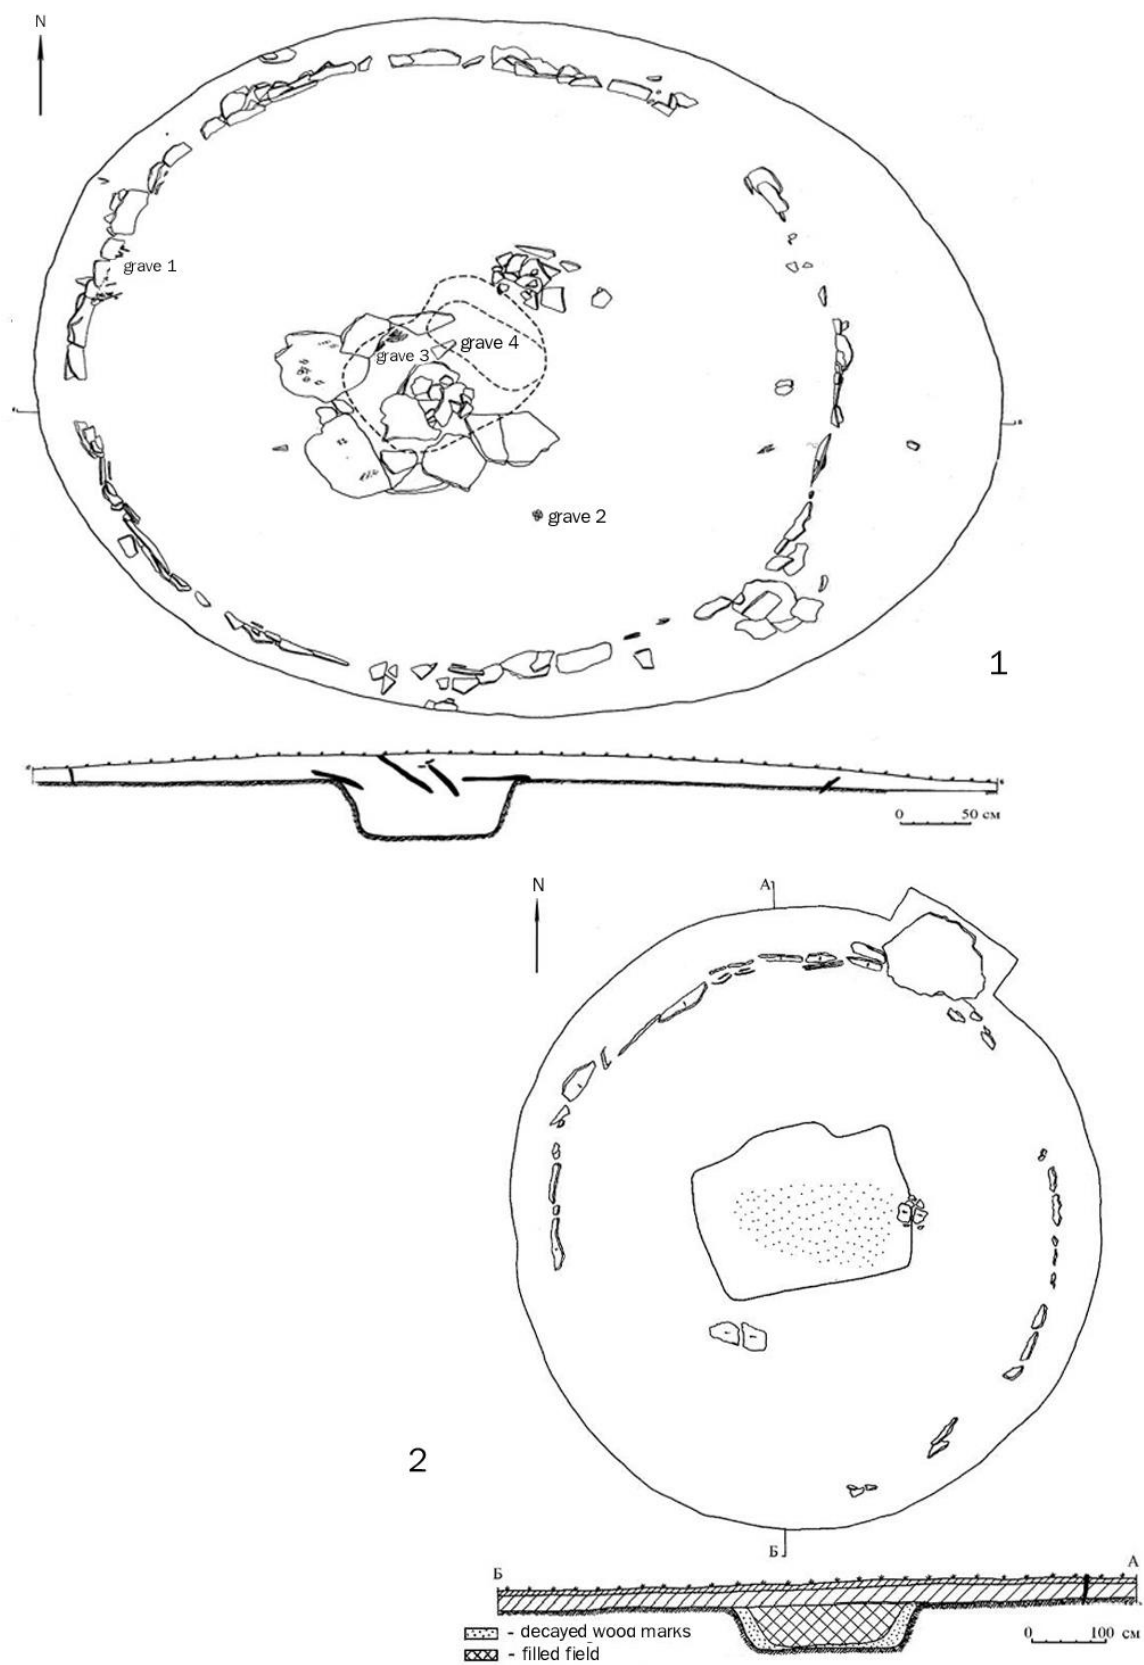 N
grave 1
grave 3
grave 4
grave 2
1
0 50 см
N
А
2
Б
Б А
- decayed wood marks
- filled field
0 100 см